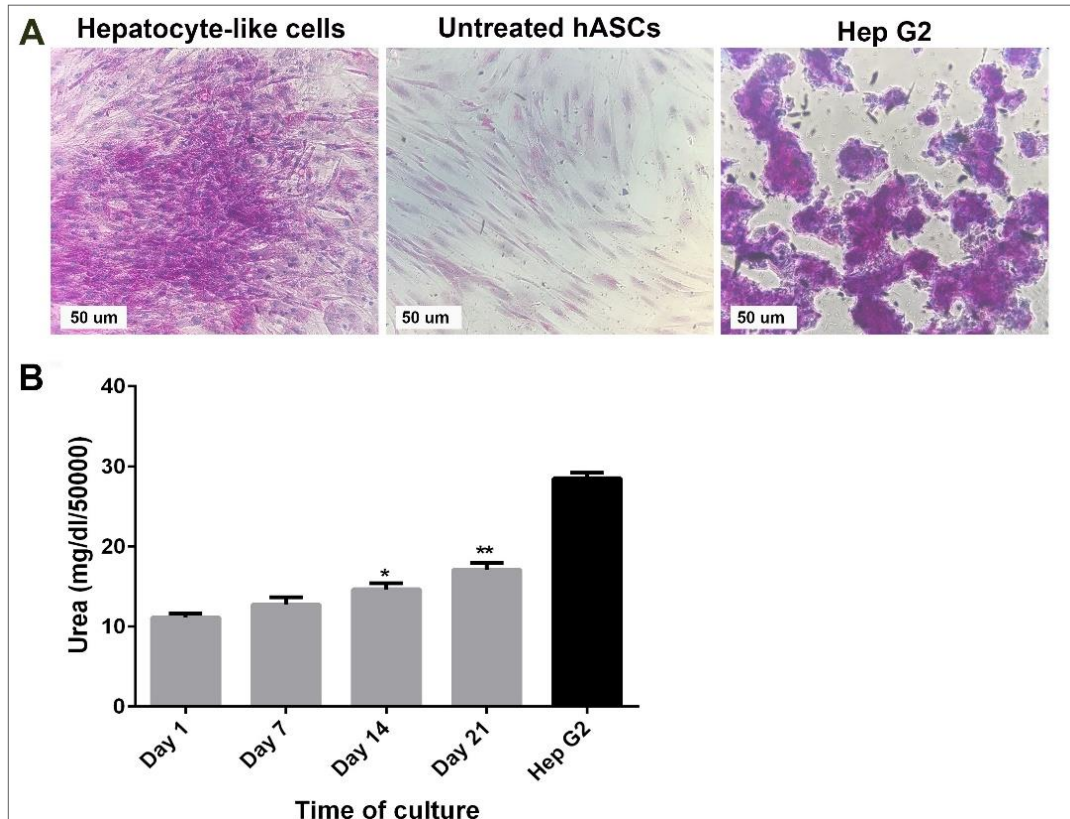 A
Hepatocyte-like cells
Untreated hASCs
Hep G2
50 um
50 um
50 um
B
Urea (mg/dl/50000)
40
30
20
10
0
*
**
Day 1
Day 7
Day 14
Day 21
Hep G2
Time of culture